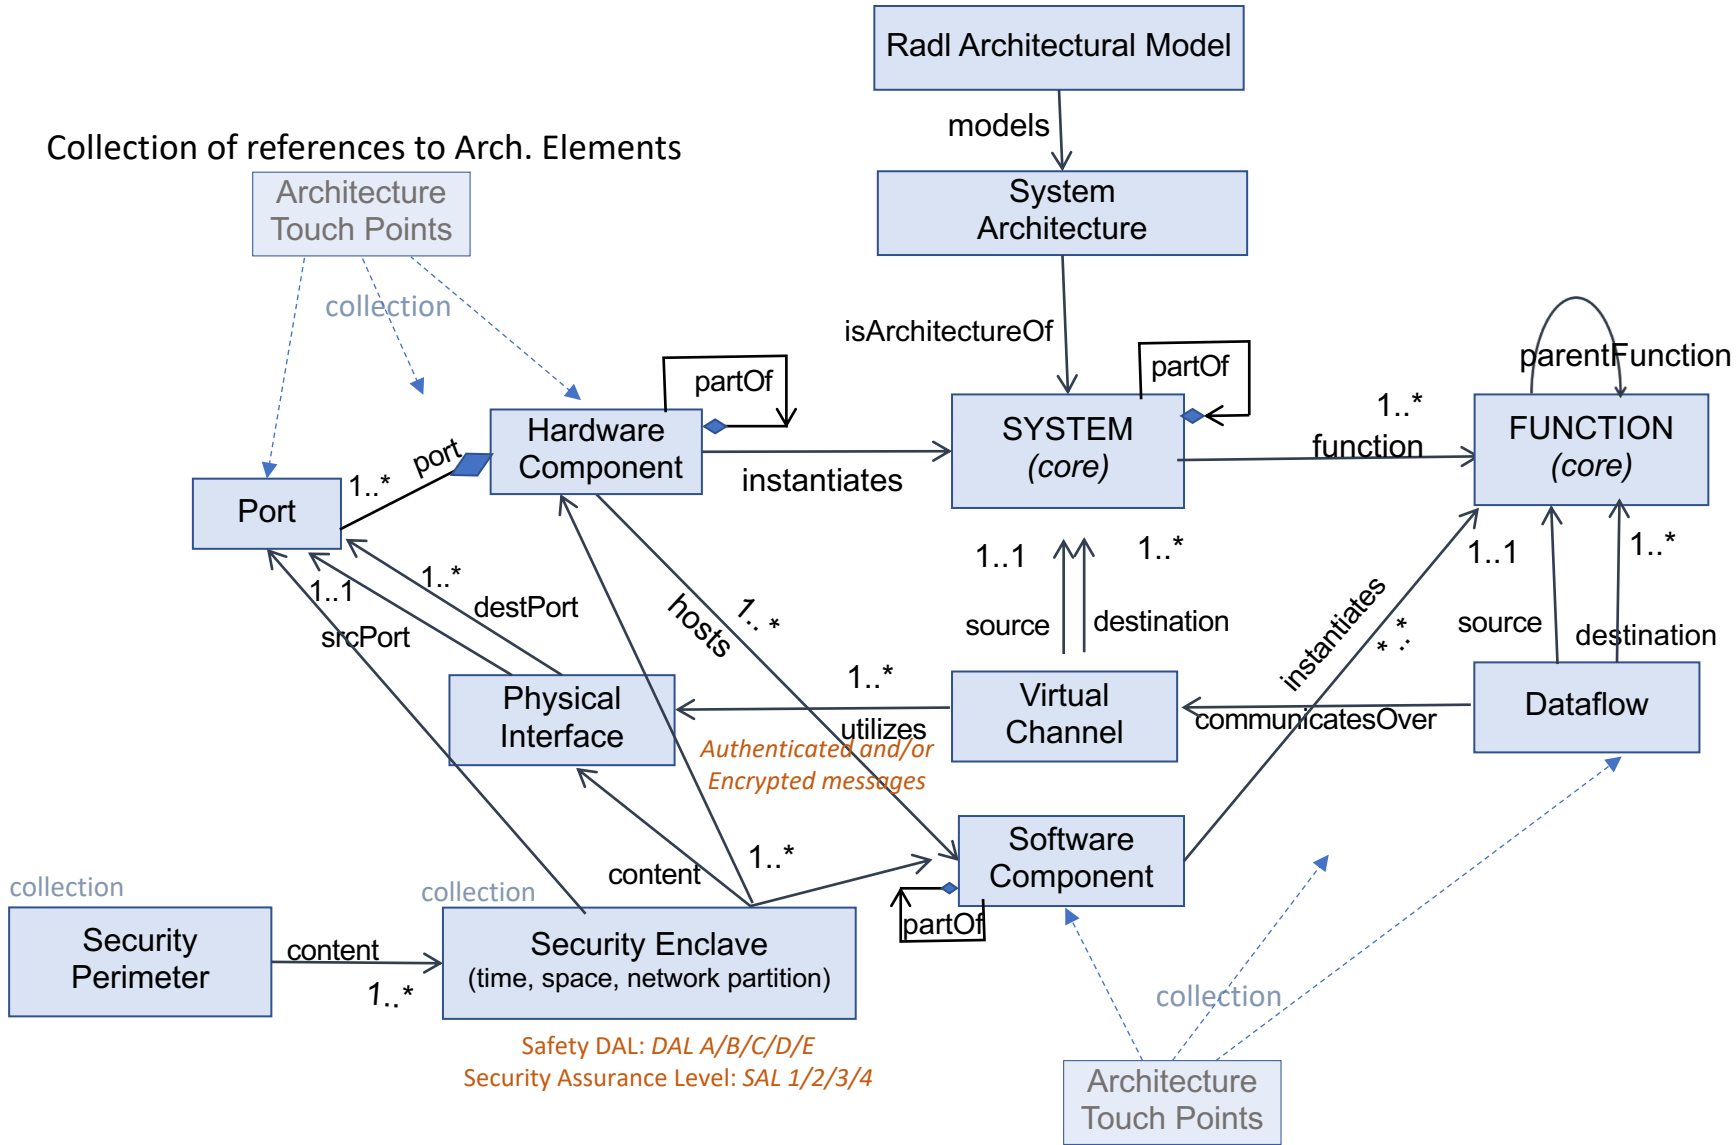 Radl Architectural Model
models
Collection of references to Arch. Elements
Architecture
Touch Points
System
Architecture
collection
isArchitectureOf
partOf
partOf
parentFunction
1..*
Hardware
Component
SYSTEM
(core)
FUNCTION
(core)
function
port
instantiates
1..*
Port
1..1
1..*
1..1
1..*
1..*
1..1
destPort
srcPort
hosts
1..*
source
destination
instantiates
*..*
source
destination
Physical
Interface
1..*
utilizes
Virtual
Channel
communicatesOver
Dataflow
Authenticated and/or
Encrypted messages
Software
Component
1..*
content
partOf
collection
collection
Security
Perimeter
content
1..*
Security Enclave
(time, space, network partition)
collection
Safety DAL: DAL A/B/C/D/E
Security Assurance Level: SAL 1/2/3/4
Architecture
Touch Points